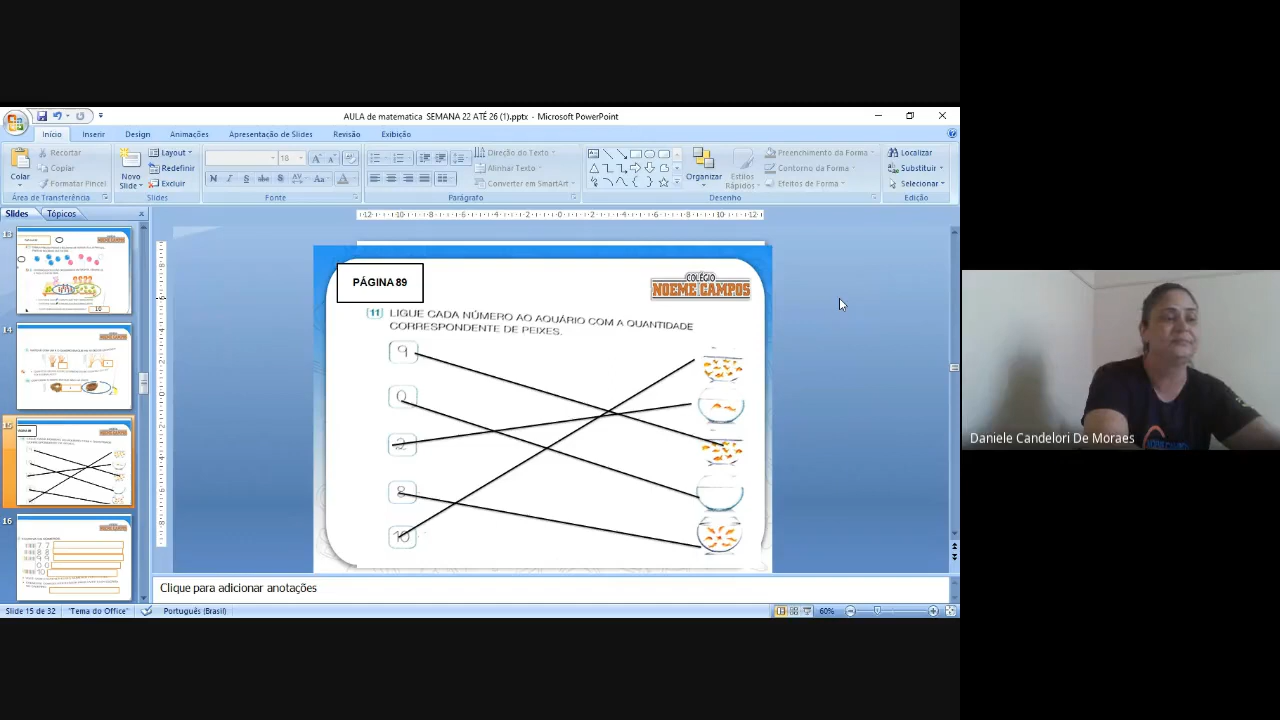 AULA de matematica SEMANA 22 ATÉ 26 (1).pptx - Microsoft PowerPoint
Início Inserir Design Animações Apresentação de Slides Revisão Exibição
Colar
Recortar
Copiar
Formatar Pincel
Área de Transferência
Novo Slide
Layout
Redefinir
Excluir
Slides
18
Fonte
Direção do Texto
Alinhar Texto
Converter em SmartArt
Parágrafo
Organizar
Estilos Rápidos
Preenchimento da Forma
Contorno da Forma
Efeitos de Forma
Desenho
Localizar
Substituir
Selecionar
Edição
Slides Tópicos
13
14
15
16
PÁGINA 89
COLÉGIO
NOEME CAMPOS
11 LIGUE CADA NÚMERO AO AQUÁRIO COM A QUANTIDADE
CORRESPONDENTE DE PEIXES.
9
0
2
8
10
Clique para adicionar anotações
Slide 15 de 32 "Tema do Office" Português (Brasil) 60%
Daniele Candelori De Moraes